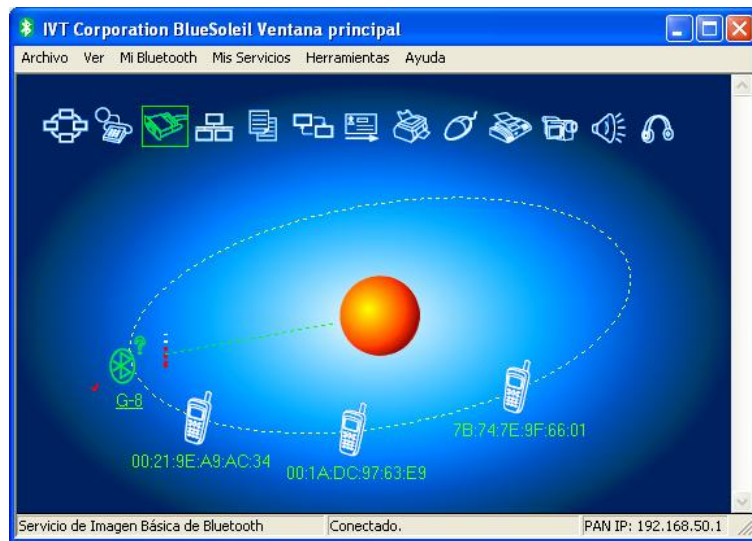 IVT Corporation BlueSoleil Ventana principal
Archivo Ver Mi Bluetooth Mis Servicios Herramientas Ayuda
?
G-8
00:21:9E:A9:AC:34
00:1A:DC:97:63:E9
7B:74:7E:9F:66:01
Servicio de Imagen Básica de Bluetooth Conectado. PAN IP: 192.168.50.1